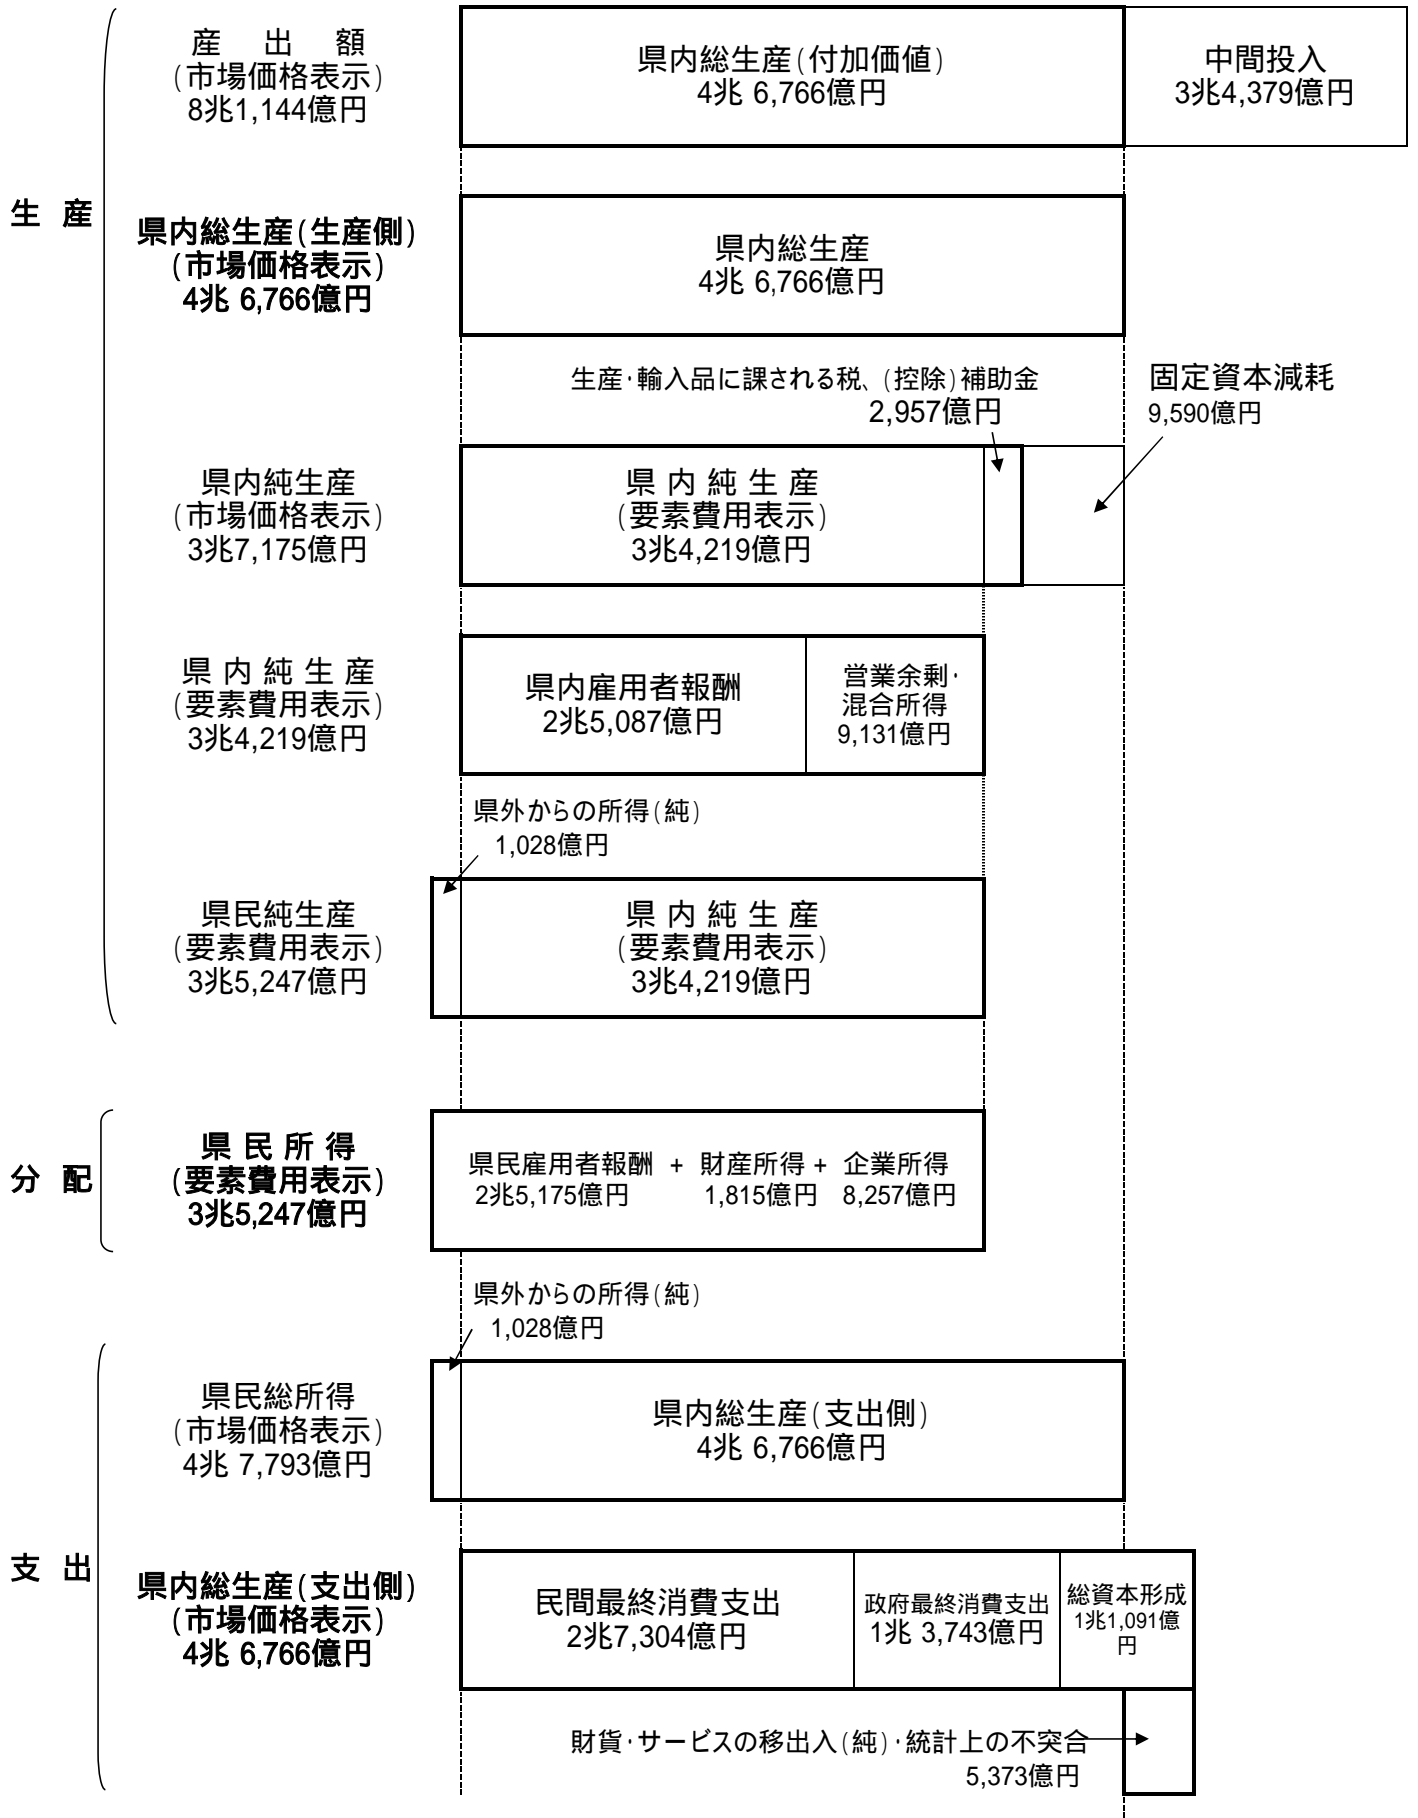 産 出 額
(市場価格表示)
8兆1,144億円
県内総生産(付加価値)
4兆 6,766億円
中間投入
3兆4,379億円
生 産
県内総生産(生産側)
(市場価格表示)
4兆 6,766億円
県内総生産
4兆 6,766億円
生産・輸入品に課される税、(控除)補助金
2,957億円
固定資本減耗
9,590億円
県内純生産
(市場価格表示)
3兆7,175億円
県 内 純 生 産
(要素費用表示)
3兆4,219億円
県 内 純 生 産
(要素費用表示)
3兆4,219億円
県内雇用者報酬
2兆5,087億円
営業余剰・
混合所得
9,131億円
県外からの所得(純)
1,028億円
県民純生産
(要素費用表示)
3兆5,247億円
県 内 純 生 産
(要素費用表示)
3兆4,219億円
分 配
県 民 所 得
(要素費用表示)
3兆5,247億円
県民雇用者報酬 + 財産所得 + 企業所得
2兆5,175億円 1,815億円 8,257億円
県外からの所得(純)
1,028億円
県民総所得
(市場価格表示)
4兆 7,793億円
県内総生産(支出側)
4兆 6,766億円
支 出
県内総生産(支出側)
(市場価格表示)
4兆 6,766億円
民間最終消費支出
2兆7,304億円
政府最終消費支出
1兆 3,743億円
総資本形成
1兆1,091億
円
財貨・サービスの移出入(純)・統計上の不突合
5,373億円